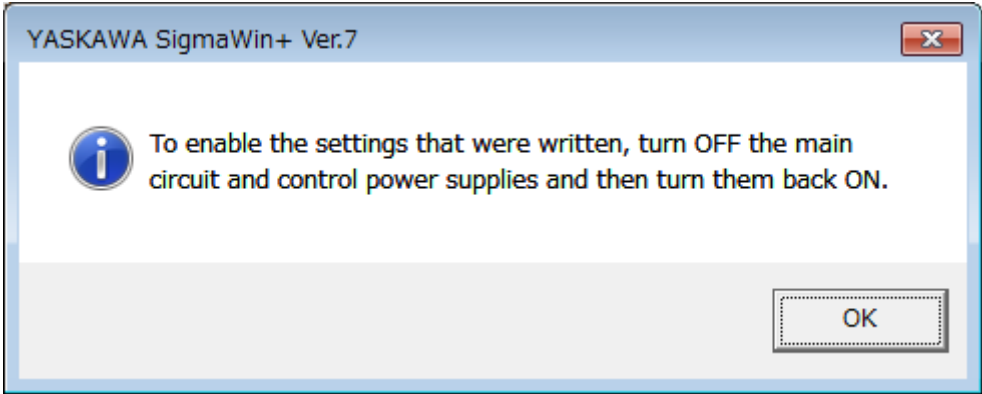 YASKAWA SigmaWin+ Ver.7
To enable the settings that were written, turn OFF the main
circuit and control power supplies and then turn them back ON.
OK